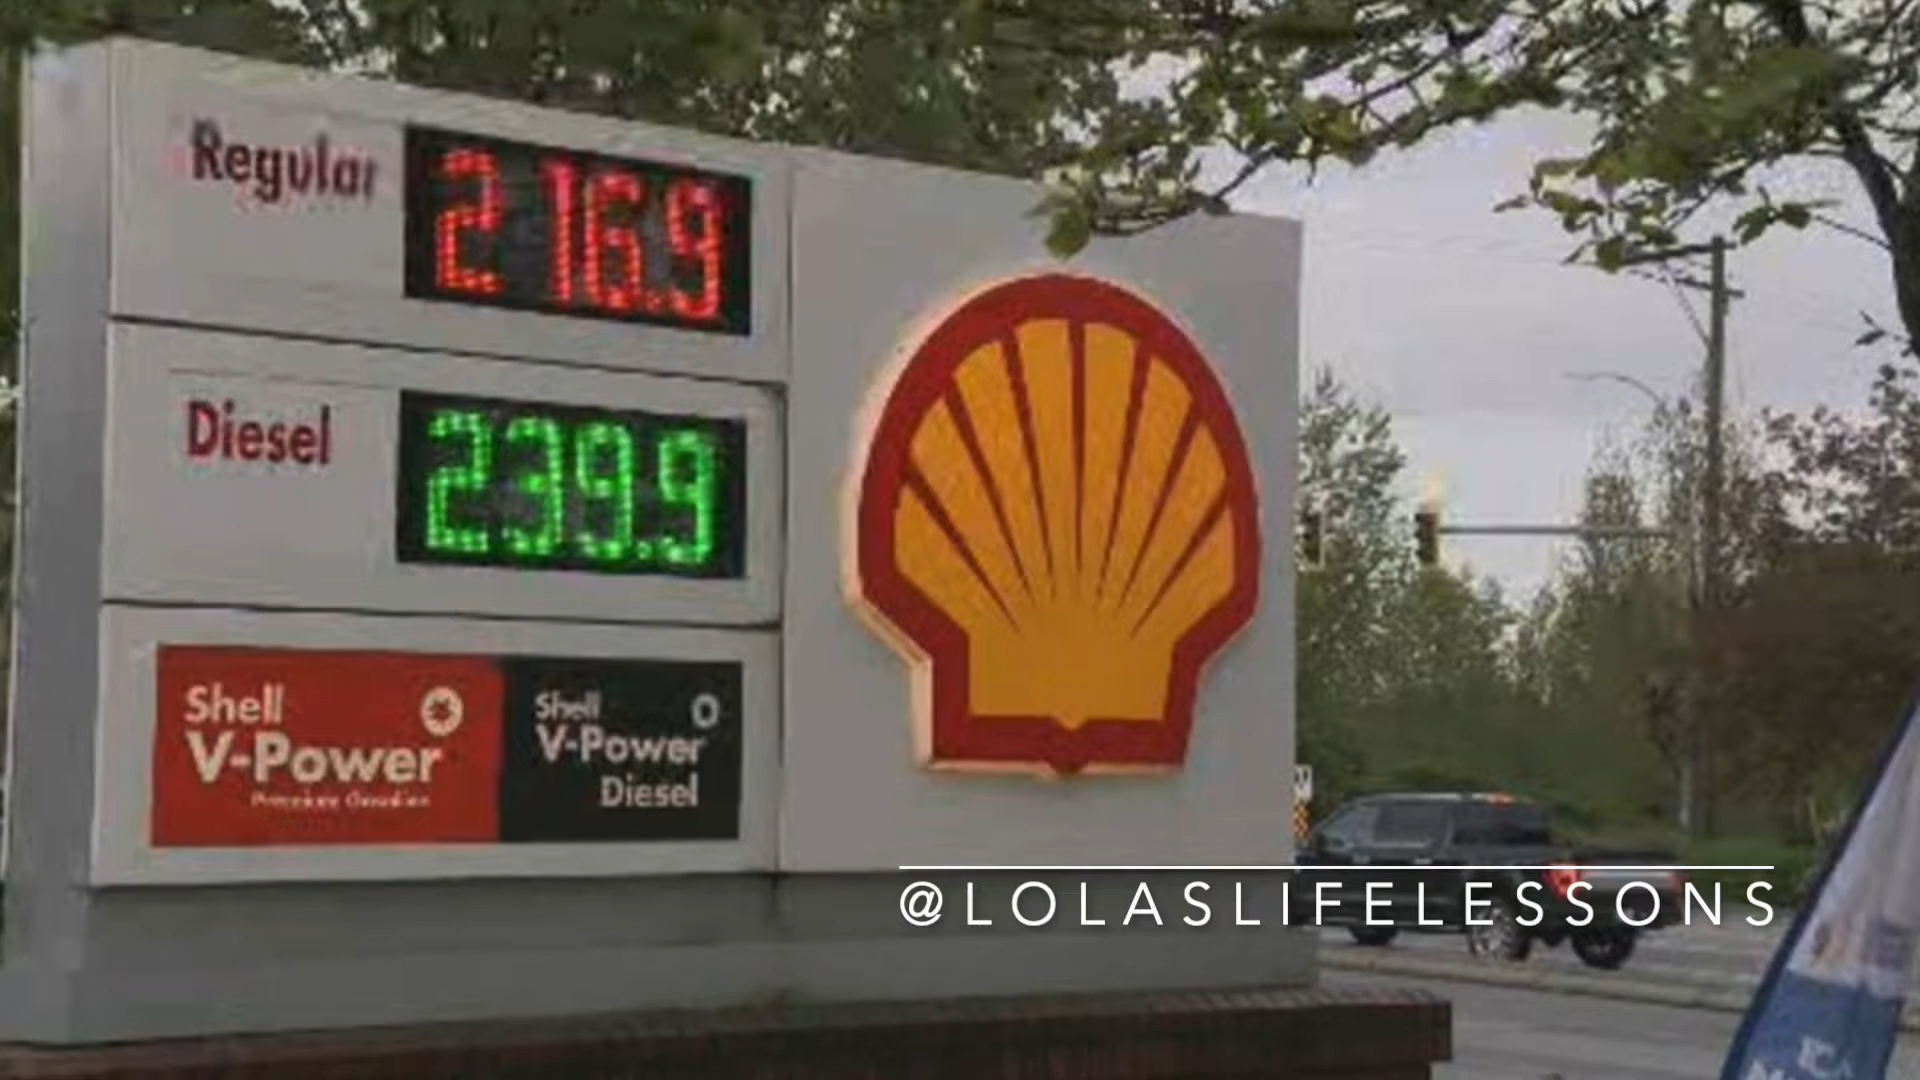 Regular 216.9
Diesel 239.9
Shell
V-Power
Shell
V-Power
Diesel
@LOLASLIFELESSONS